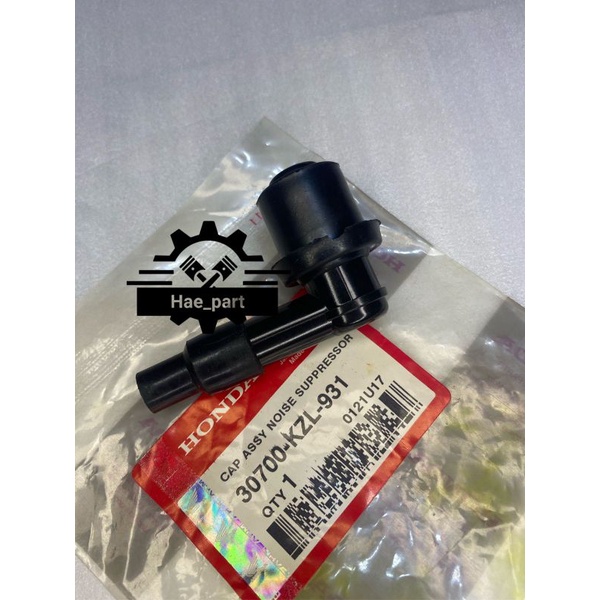 Hae_part
HONDA
CAP ASSY NOISE SUPPRESSOR
30700-KZL-931
QTY 1
0121U17